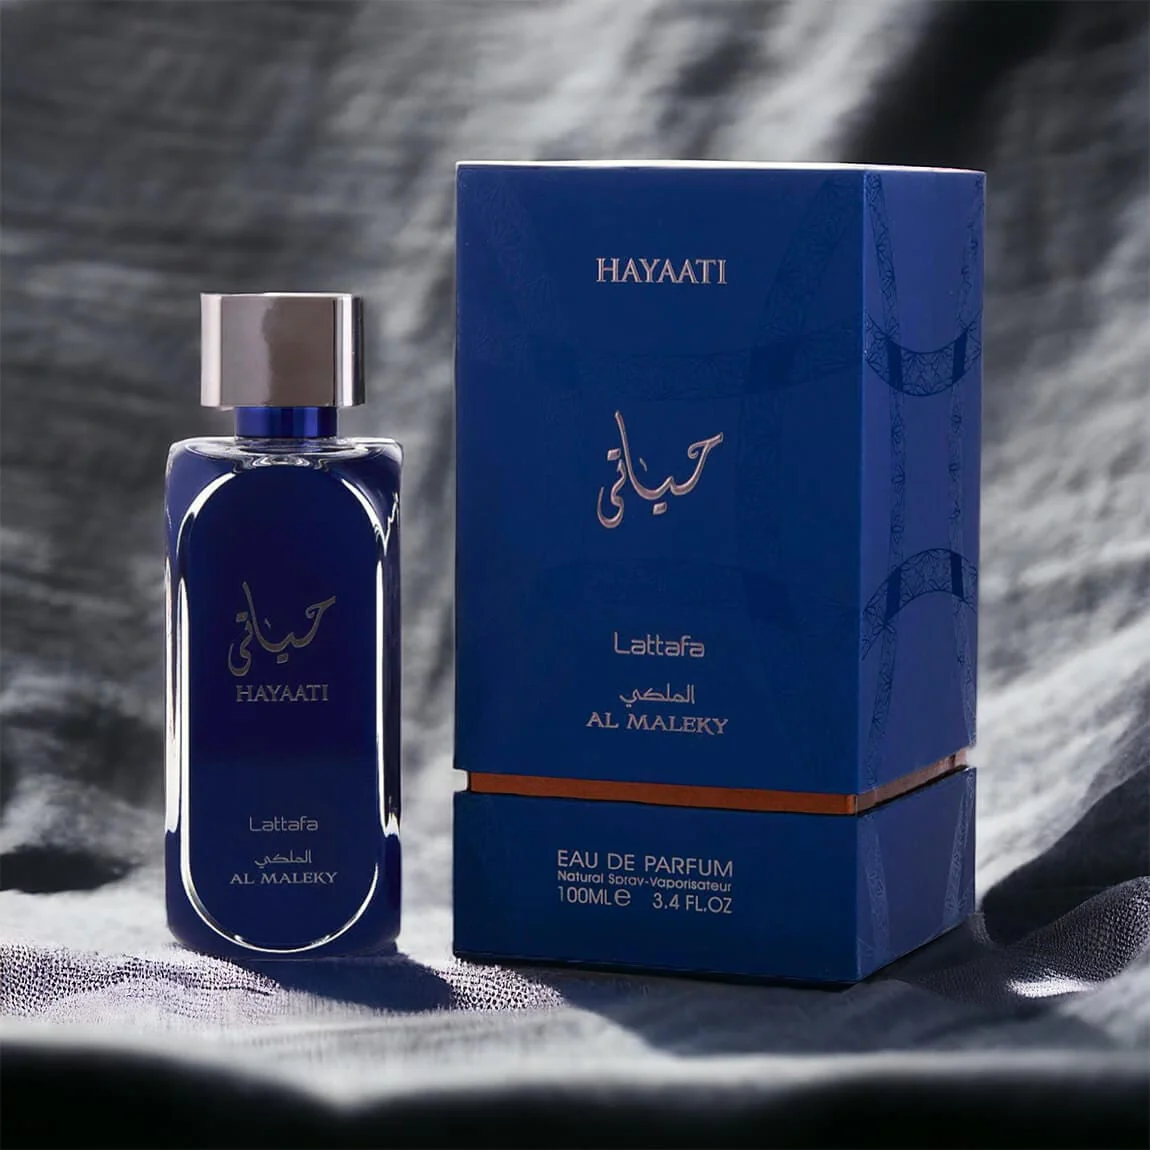 حياتي
HAYAATI
Lattafa
الملكي
AL MALEKY
HAYAATI
حياتي
Lattafa
الملكي
AL MALEKY
EAU DE PARFUM
Natural Spray-Vaporisateur
100ML℮ 3.4 FL.OZ